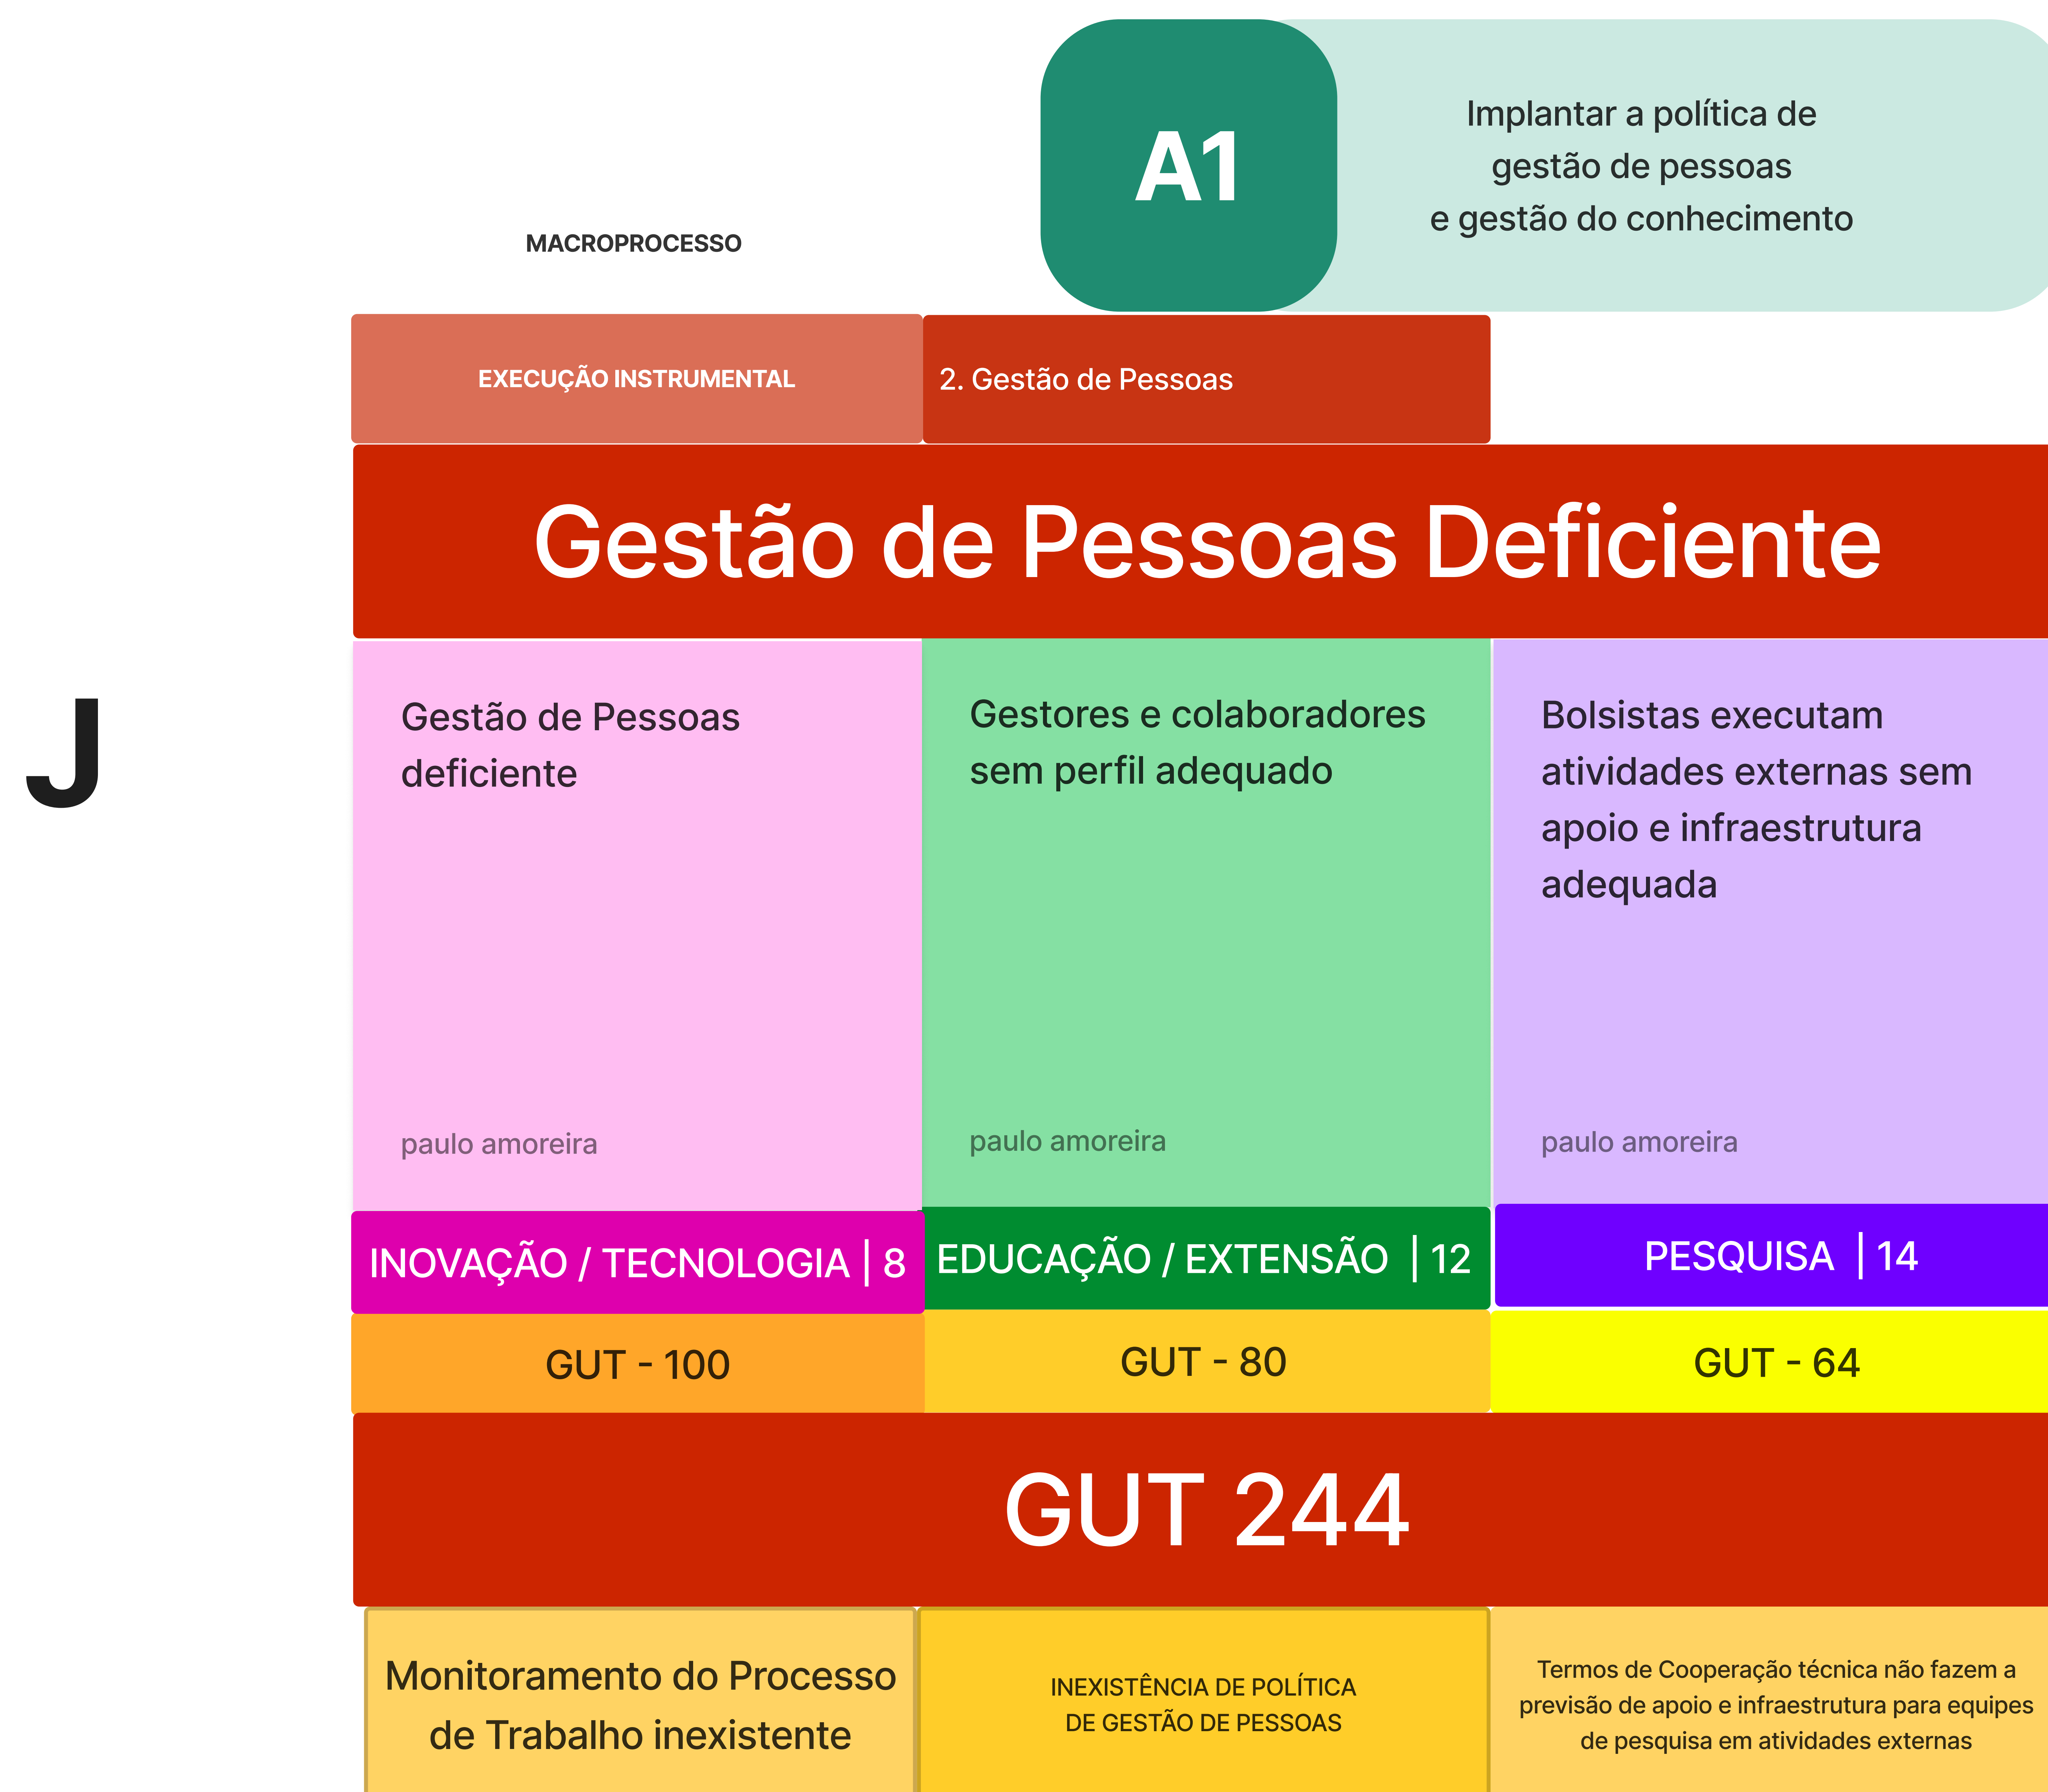 A1
Implantar a política de
gestão de pessoas
e gestão do conhecimento
MACROPROCESSO
EXECUÇÃO INSTRUMENTAL
2. Gestão de Pessoas
Gestão de Pessoas Deficiente
J
Gestão de Pessoas
deficiente
paulo amoreira
Gestores e colaboradores
sem perfil adequado
paulo amoreira
Bolsistas executam
atividades externas sem
apoio e infraestrutura
adequada
paulo amoreira
INOVAÇÃO / TECNOLOGIA | 8
EDUCAÇÃO / EXTENSÃO | 12
PESQUISA | 14
GUT - 100
GUT - 80
GUT - 64
GUT 244
Monitoramento do Processo
de Trabalho inexistente
INEXISTÊNCIA DE POLÍTICA
DE GESTÃO DE PESSOAS
Termos de Cooperação técnica não fazem a
previsão de apoio e infraestrutura para equipes
de pesquisa em atividades externas